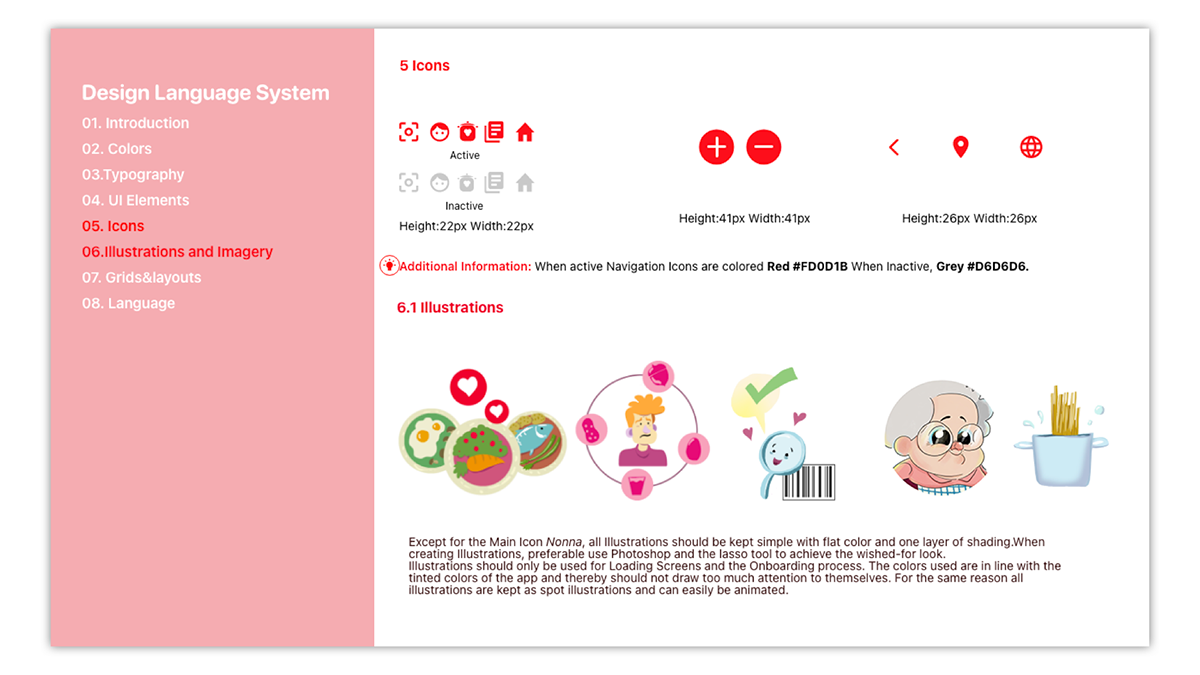 Design Language System
01. Introduction
02. Colors
03.Typography
04. UI Elements
05. Icons
06.Illustrations and Imagery
07. Grids&layouts
08. Language
5 Icons
Active
Inactive
Height:22px Width:22px
Height:41px Width:41px
Height:26px Width:26px
Additional Information: When active Navigation Icons are colored Red #FD0D1B When Inactive, Grey #D6D6D6.
6.1 Illustrations
Except for the Main Icon Nonna, all Illustrations should be kept simple with flat color and one layer of shading.When
creating Illustrations, preferable use Photoshop and the lasso tool to achieve the wished-for look.
Illustrations should only be used for Loading Screens and the Onboarding process. The colors used are in line with the
tinted colors of the app and thereby should not draw too much attention to themselves. For the same reason all
illustrations are kept as spot illustrations and can easily be animated.